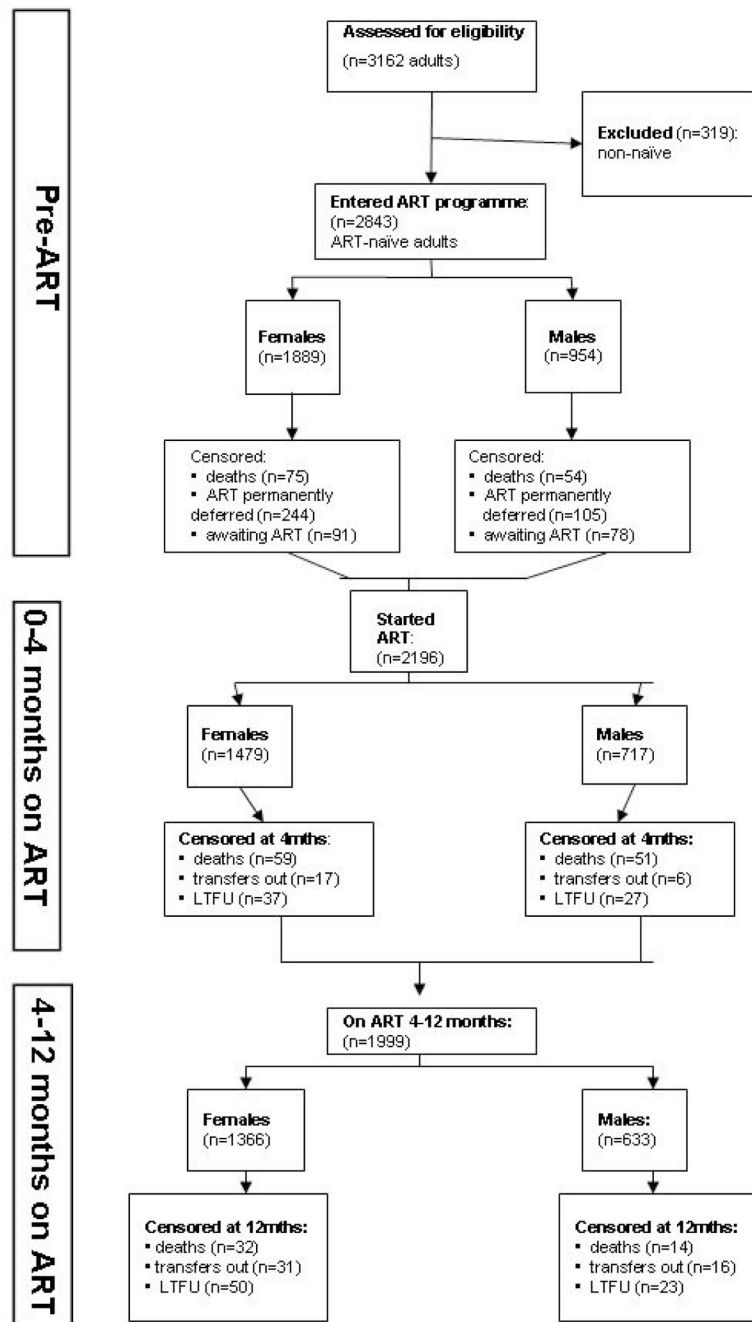 Pre-ART
Assessed for eligibility
(n=3162 adults)
Excluded (n=319):
non-naïve
Entered ART programme:
(n=2843)
ART-naïve adults
Females
(n=1889)
Males
(n=954)
Censored:
▪ deaths (n=75)
▪ ART permanently
deferred (n=244)
▪ awaiting ART (n=91)
Censored:
▪ deaths (n=54)
▪ ART permanently
deferred (n=105)
▪ awaiting ART (n=78)
0-4 months on ART
Started
ART:
(n=2196)
Females
(n=1479)
Males
(n=717)
Censored at 4mths:
▪ deaths (n=59)
▪ transfers out (n=17)
▪ LTFU (n=37)
Censored at 4mths:
▪ deaths (n=51)
▪ transfers out (n=6)
▪ LTFU (n=27)
4-12 months on ART
On ART 4-12 months:
(n=1999)
Females
(n=1366)
Males:
(n=633)
Censored at 12mths:
▪ deaths (n=32)
▪ transfers out (n=31)
▪ LTFU (n=50)
Censored at 12mths:
▪ deaths (n=14)
▪ transfers out (n=16)
▪ LTFU (n=23)